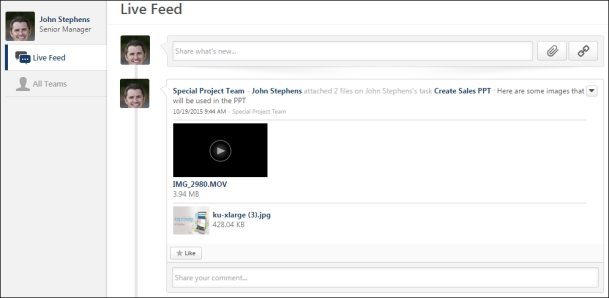 John Stephens
Senior Manager
Live Feed
All Teams
Live Feed
Share what's new...
Special Project Team - John Stephens attached 2 files on John Stephens's task Create Sales PPT - Here are some images that
will be used in the PPT
10/19/2015 9:44 AM - Special Project Team
IMG_2980.MOV
3.94 MB
ku-xlarge (3).jpg
428.04 KB
Like
Share your comment...